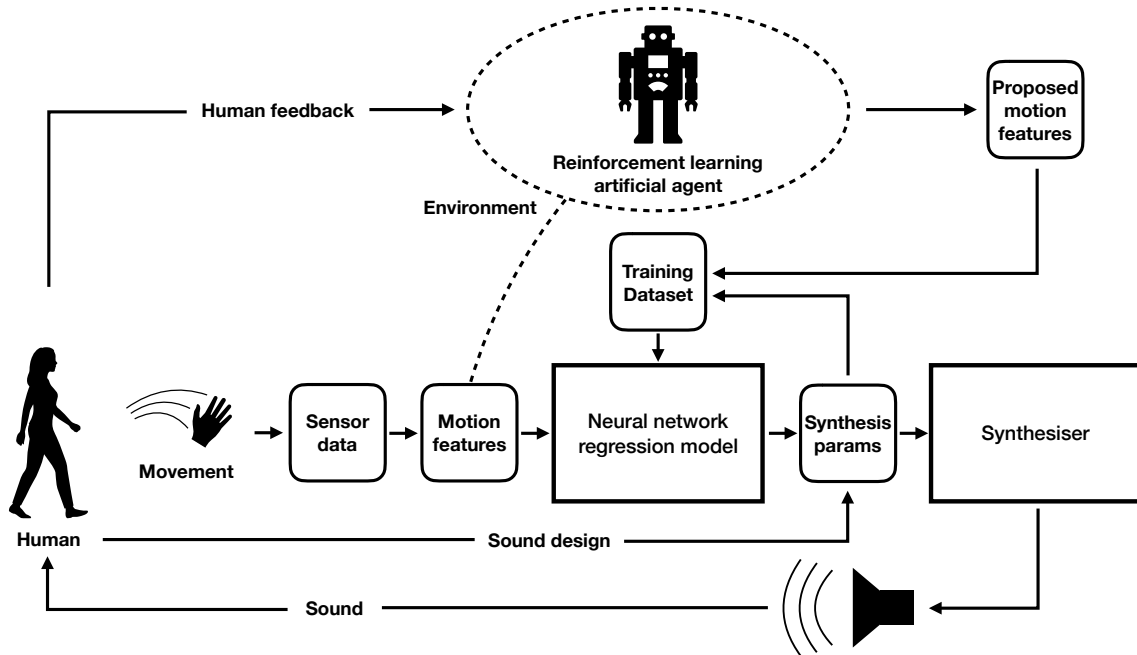 Human feedback
Reinforcement learning
artificial agent
Proposed
motion
features
Environment
Training
Dataset
Movement
Sensor
data
Motion
features
Neural network
regression model
Synthesis
params
Synthesiser
Human
Sound design
Sound